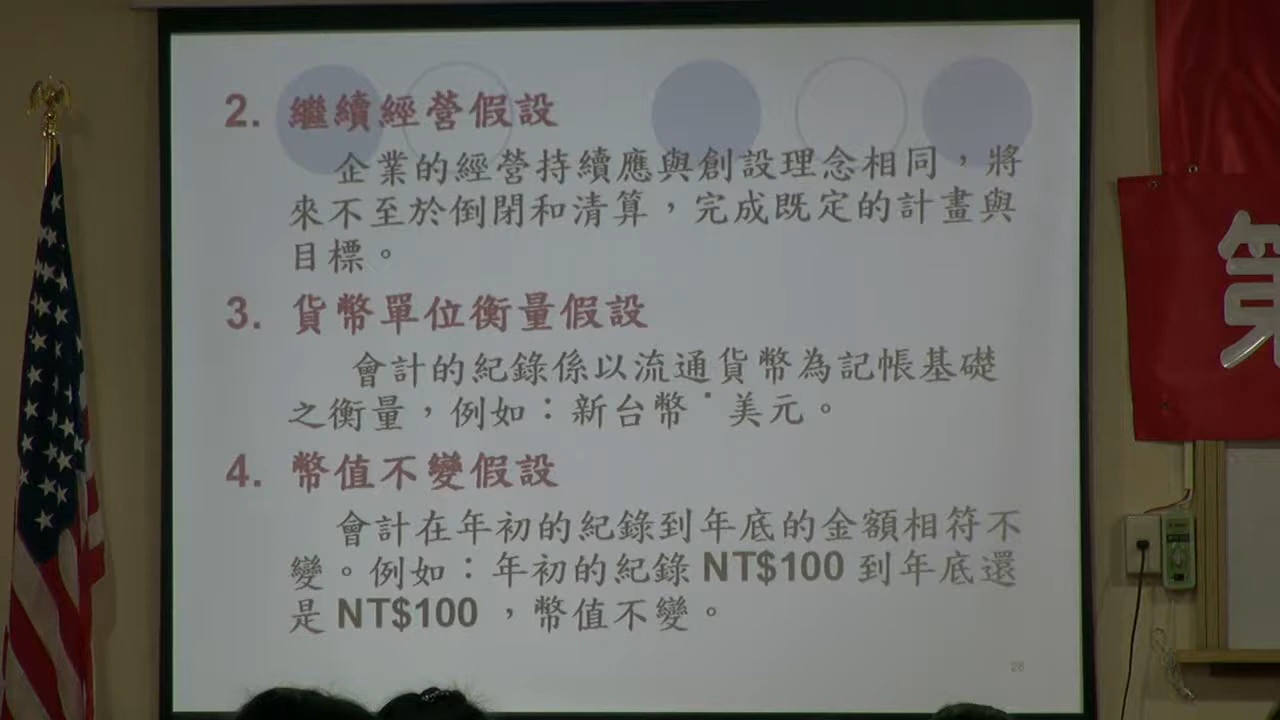 2. 繼續經營假設
企業的經營持續應與創設理念相同，將
來不至於倒閉和清算，完成既定的計畫與
目標。
3. 貨幣單位衡量假設
會計的紀錄係以流通貨幣為記帳基礎
之衡量，例如：新台幣、美元。
4. 幣值不變假設
會計在年初的紀錄到年底的金額相符不
變。例如：年初的紀錄 NT$100 到年底還
是 NT$100 ，幣值不變。
28
第